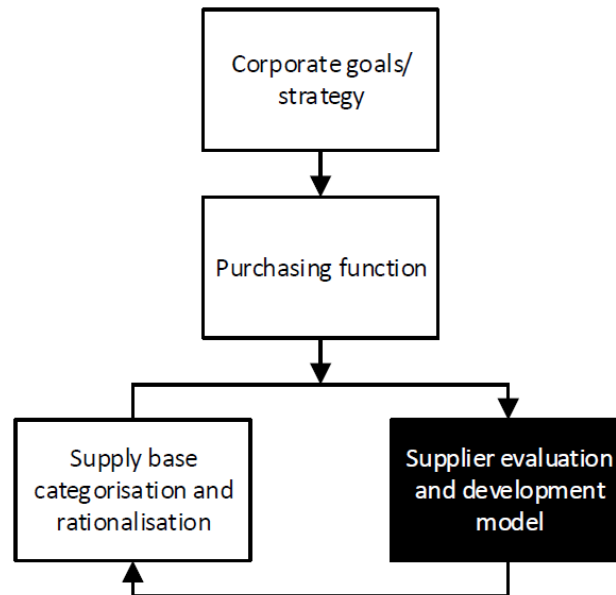 Corporate goals/
strategy
Purchasing function
Supply base
categorisation and
rationalisation
Supplier evaluation
and development
model